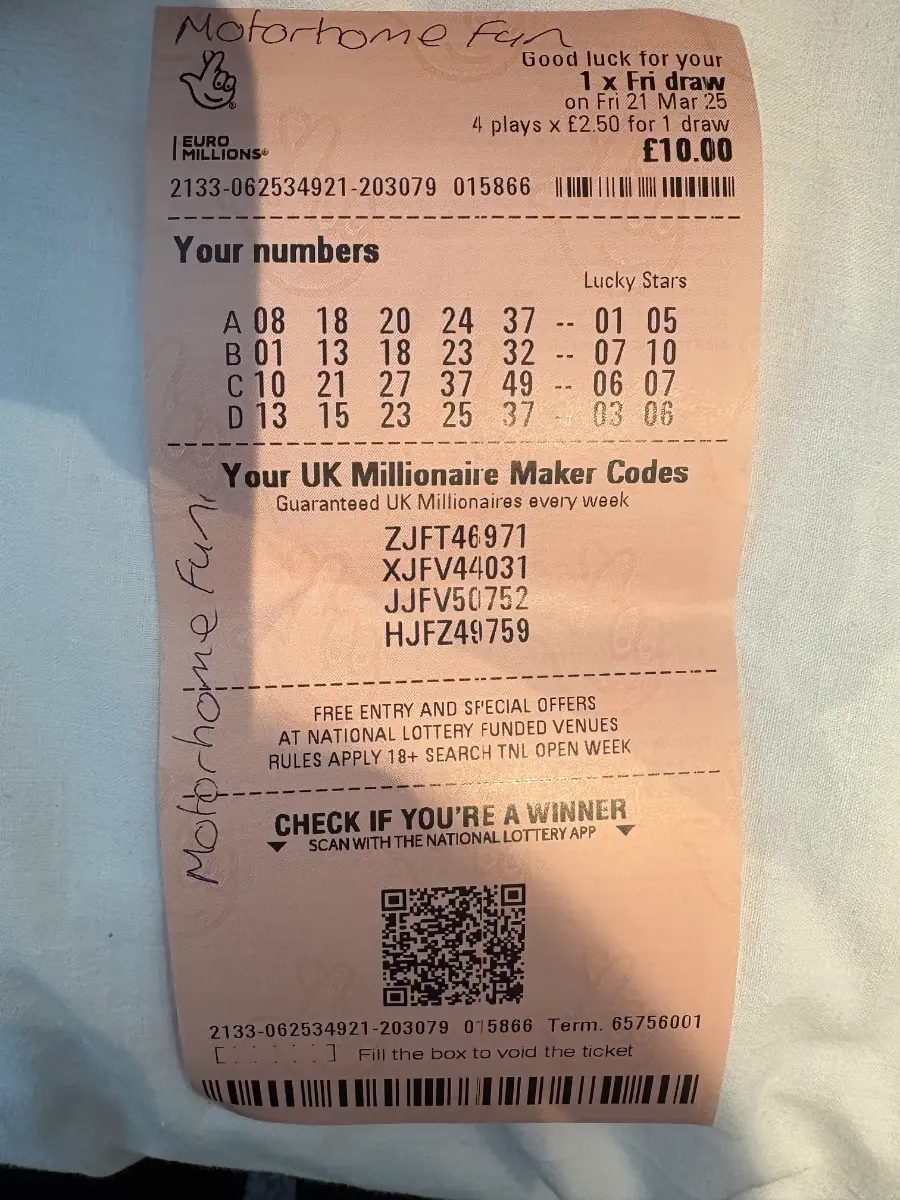 Motorhome Fun
Good luck for your
1 x Fri draw
on Fri 21 Mar 25
4 plays x £2.50 for 1 draw
EURO
MILLIONS®
£10.00
2133-062534921-203079 015866
Your numbers
Lucky Stars
A 08 18 20 24 37 -- 01 05
B 01 13 18 23 32 -- 07 10
C 10 21 27 37 49 -- 06 07
D 13 15 23 25 37 -- 03 06
Your UK Millionaire Maker Codes
Guaranteed UK Millionaires every week
ZJFT46971
XJFV44031
JJFV50752
HJFZ49759
Motorhome Fun
FREE ENTRY AND SPECIAL OFFERS
AT NATIONAL LOTTERY FUNDED VENUES
RULES APPLY 18+ SEARCH TNL OPEN WEEK
CHECK IF YOU'RE A WINNER
SCAN WITH THE NATIONAL LOTTERY APP
2133-062534921-203079 015866 Term. 65756001
[.....] Fill the box to void the ticket